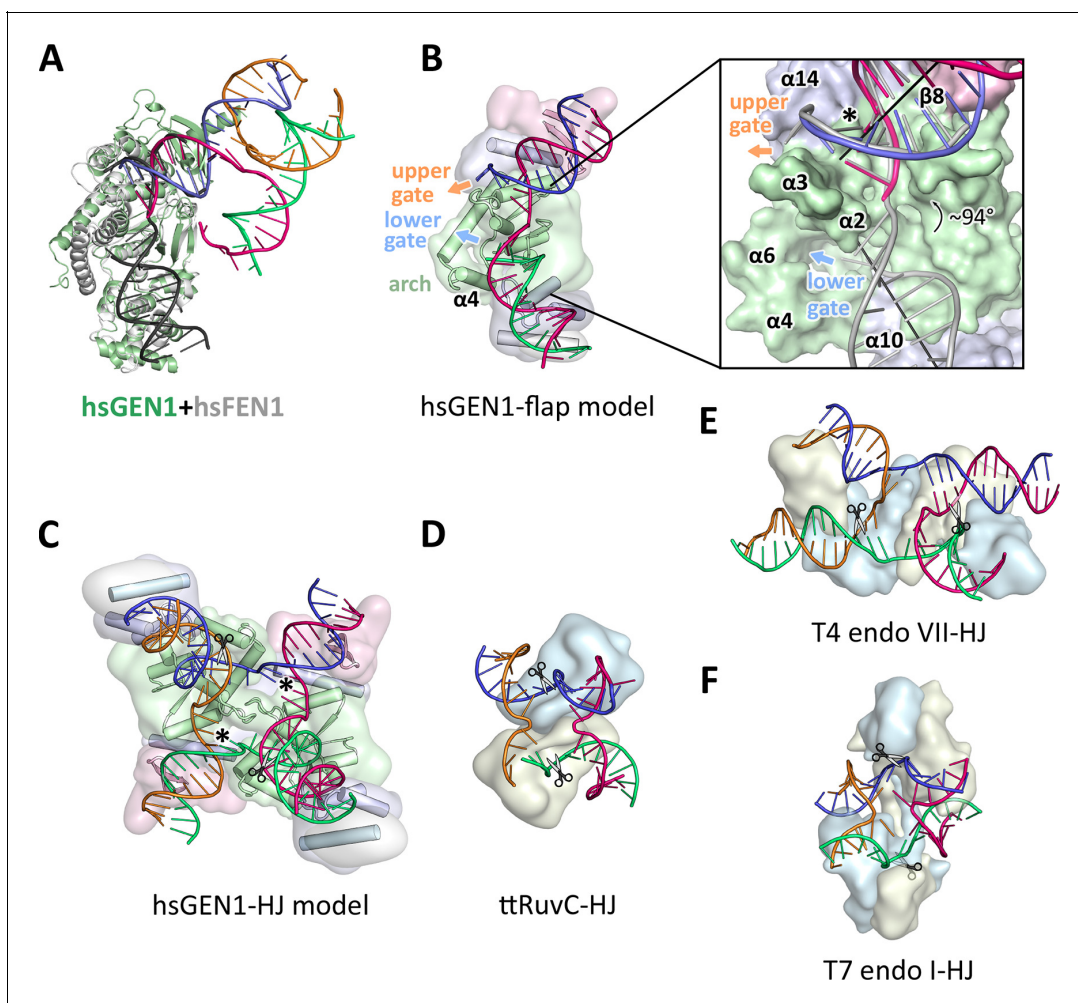 A
hsGEN1+hsFEN1
B
upper
gate
lower
gate
arch
α4
hsGEN1-flap model
α14
β8
upper
gate
*
α3
α2
~94°
α6
lower
gate
α4
α10
C
*
*
hsGEN1-HJ model
D
ttRuvC-HJ
E
T4 endo VII-HJ
F
T7 endo I-HJ